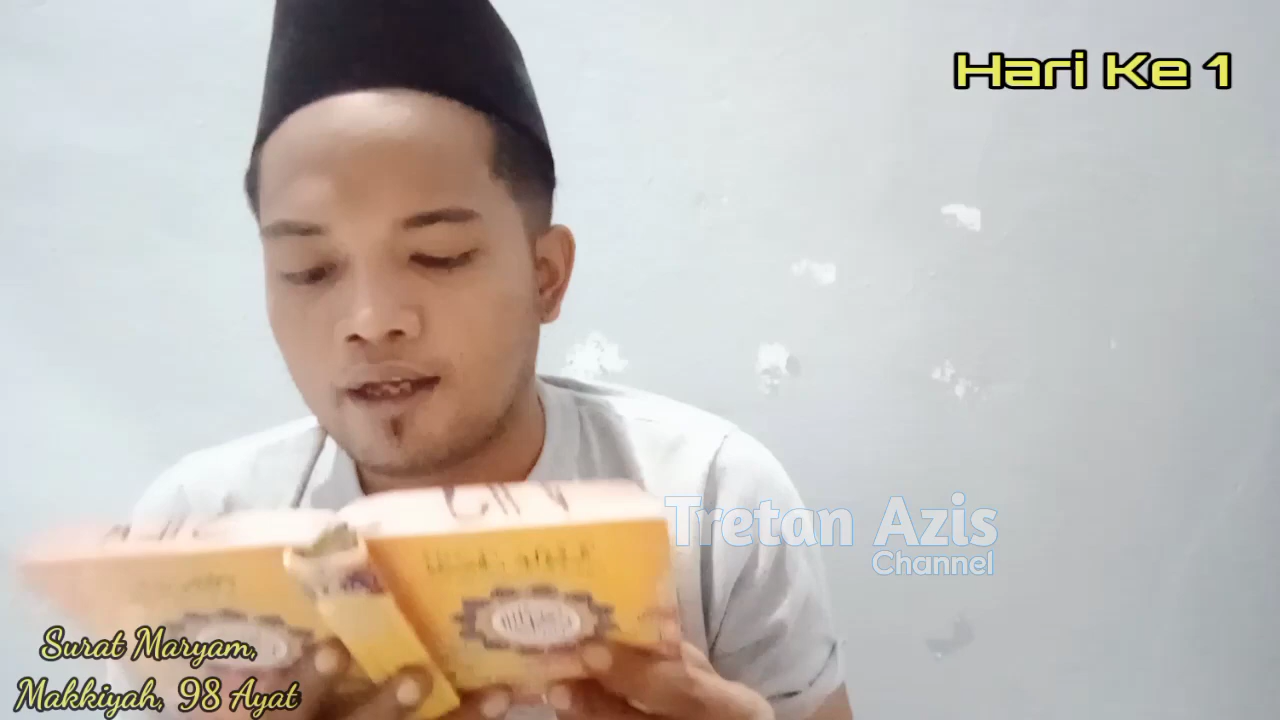 Hari Ke 1
Tretan Azis
Channel
Surat Maryam,
Makkiyah, 98 Ayat